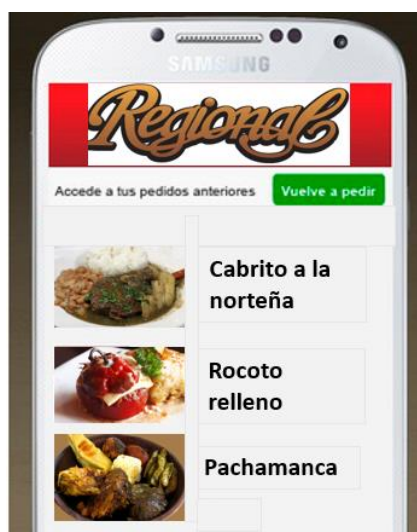 SAMSUNG
Regional
Accede a tus pedidos anteriores Vuelve a pedir
Cabrito a la
norteña
Rocoto
relleno
Pachamanca